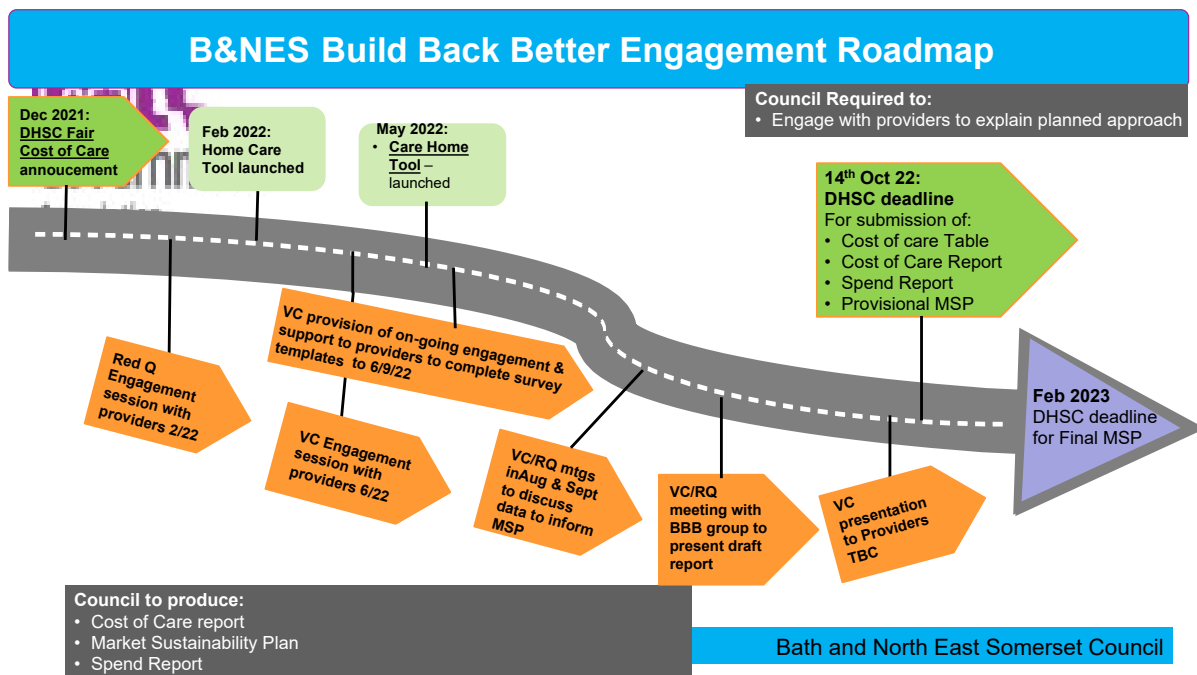 B&NES Build Back Better Engagement Roadmap
Council Required to:
• Engage with providers to explain planned approach
Dec 2021:
DHSC Fair
Cost of Care
annoucement
Feb 2022:
Home Care
Tool launched
May 2022:
• Care Home
Tool –
launched
14th Oct 22:
DHSC deadline
For submission of:
• Cost of care Table
• Cost of Care Report
• Spend Report
• Provisional MSP
VC provision of on-going engagement &
support to providers to complete survey
templates to 6/9/22
Red Q
Engagement
session with
providers 2/22
VC Engagement
session with
providers 6/22
VC/RQ mtgs
inAug & Sept
to discuss
data to inform
MSP
VC/RQ
meeting with
BBB group to
present draft
report
VC
presentation
to Providers
TBC
Feb 2023
DHSC deadline
for Final MSP
Council to produce:
• Cost of Care report
• Market Sustainability Plan
• Spend Report
Bath and North East Somerset Council